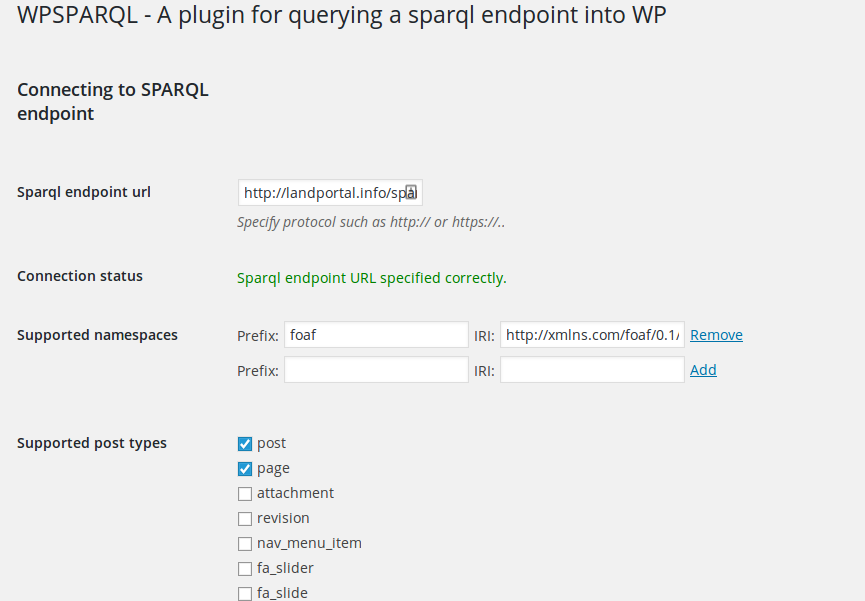 WPSPARQL - A plugin for querying a sparql endpoint into WP
Connecting to SPARQL
endpoint
Sparql endpoint url http://landportal.info/spa
Specify protocol such as http:// or https://..
Connection status Sparql endpoint URL specified correctly.
Supported namespaces Prefix: foaf IRI: http://xmlns.com/foaf/0.1/ Remove
Prefix: IRI: Add
Supported post types post
page
attachment
revision
nav_menu_item
fa_slider
fa_slide